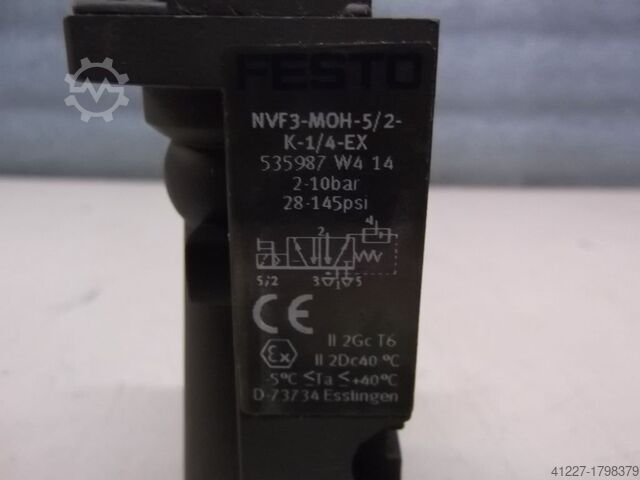 FESTO
NVF3-MOH-5/2-
K-1/4-EX
535987 W4 14
2-10bar
28-145psi
4
2
5/2 3 1 5
CE
Ex II 2Gc T6
II 2Dc40 °C
-5°C ≤Ta ≤+40°C
D-73734 Esslingen
41227-1798379